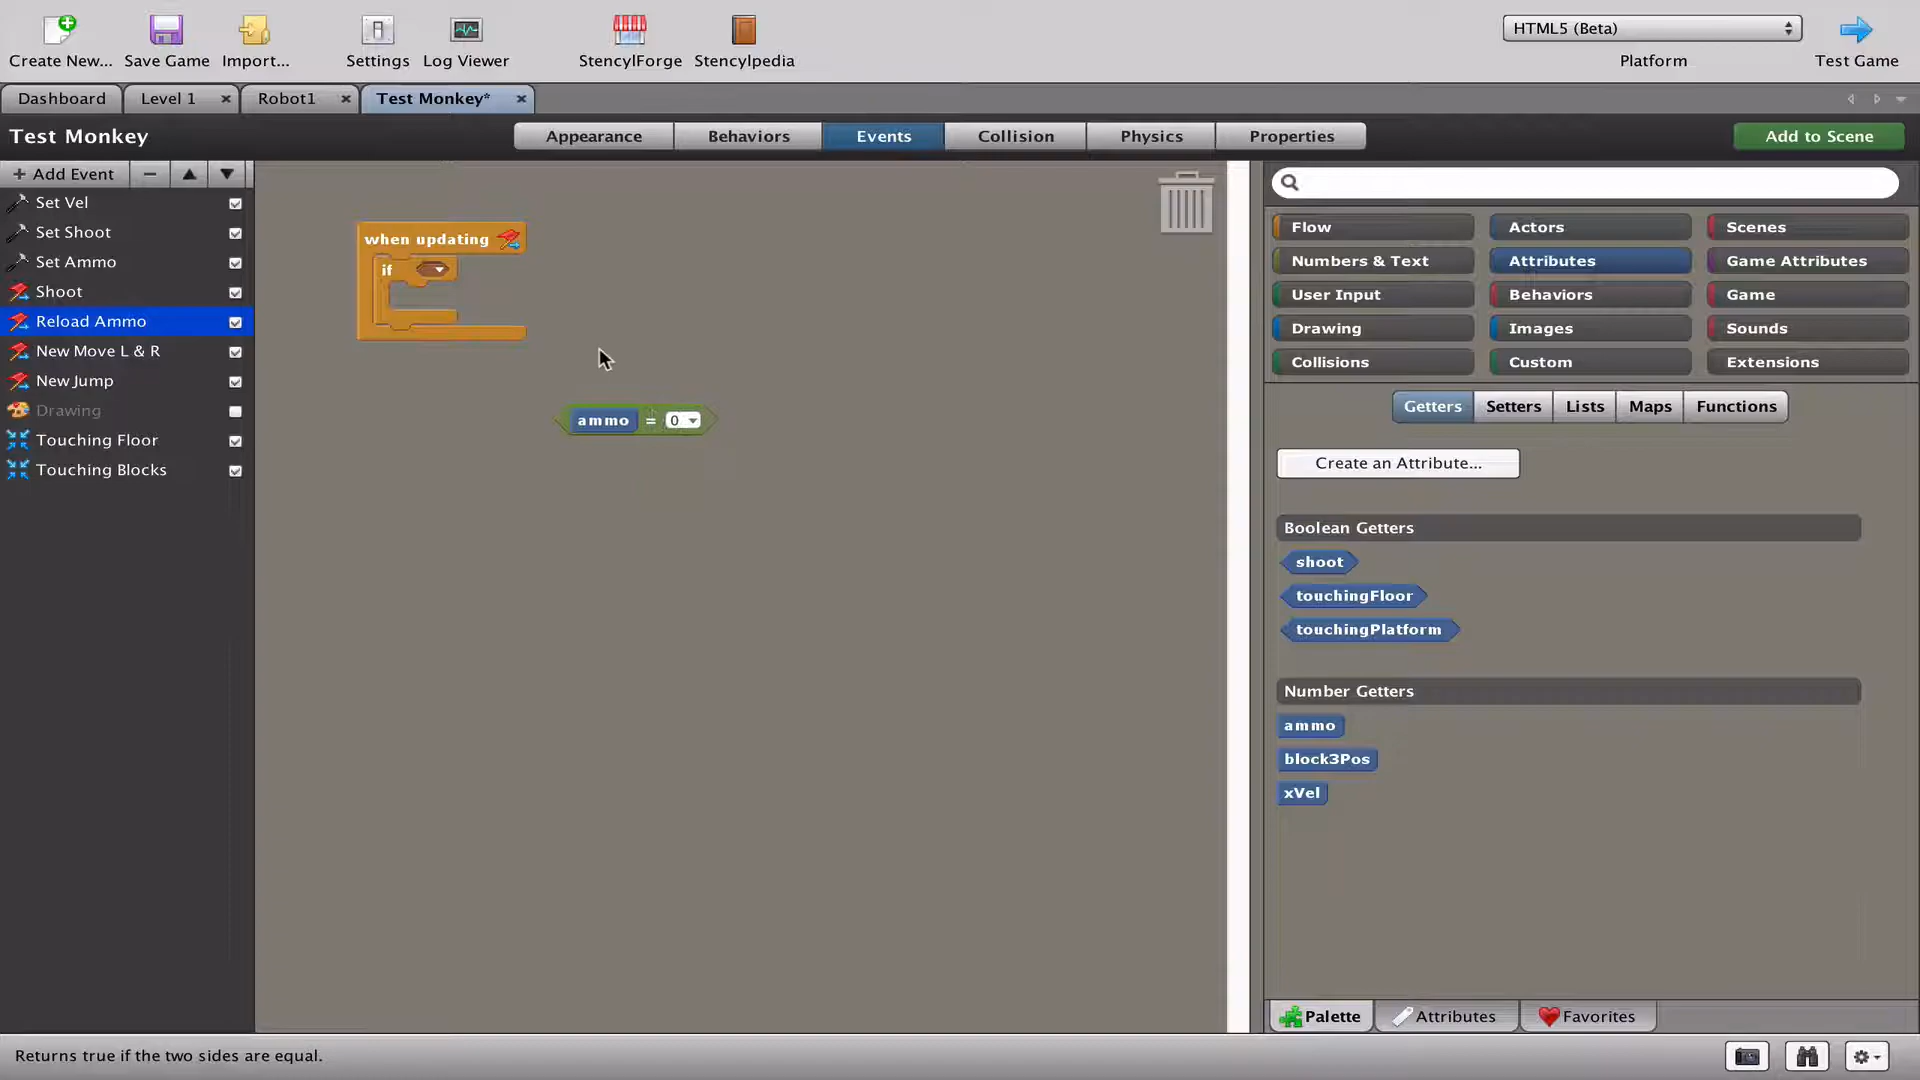 Create New...
Save Game
Import...
Settings
Log Viewer
StencylForge
Stencylpedia
HTML5 (Beta)
Platform
Test Game
Dashboard
Level 1
Robot1
Test Monkey*
Test Monkey
Appearance
Behaviors
Events
Collision
Physics
Properties
Add to Scene
+ Add Event
Set Vel
Set Shoot
Set Ammo
Shoot
Reload Ammo
New Move L & R
New Jump
Drawing
Touching Floor
Touching Blocks
when updating
if
ammo = 0
Flow
Actors
Scenes
Numbers & Text
Attributes
Game Attributes
User Input
Behaviors
Game
Drawing
Images
Sounds
Collisions
Custom
Extensions
Getters
Setters
Lists
Maps
Functions
Create an Attribute...
Boolean Getters
shoot
touchingFloor
touchingPlatform
Number Getters
ammo
block3Pos
xVel
Palette
Attributes
Favorites
Returns true if the two sides are equal.